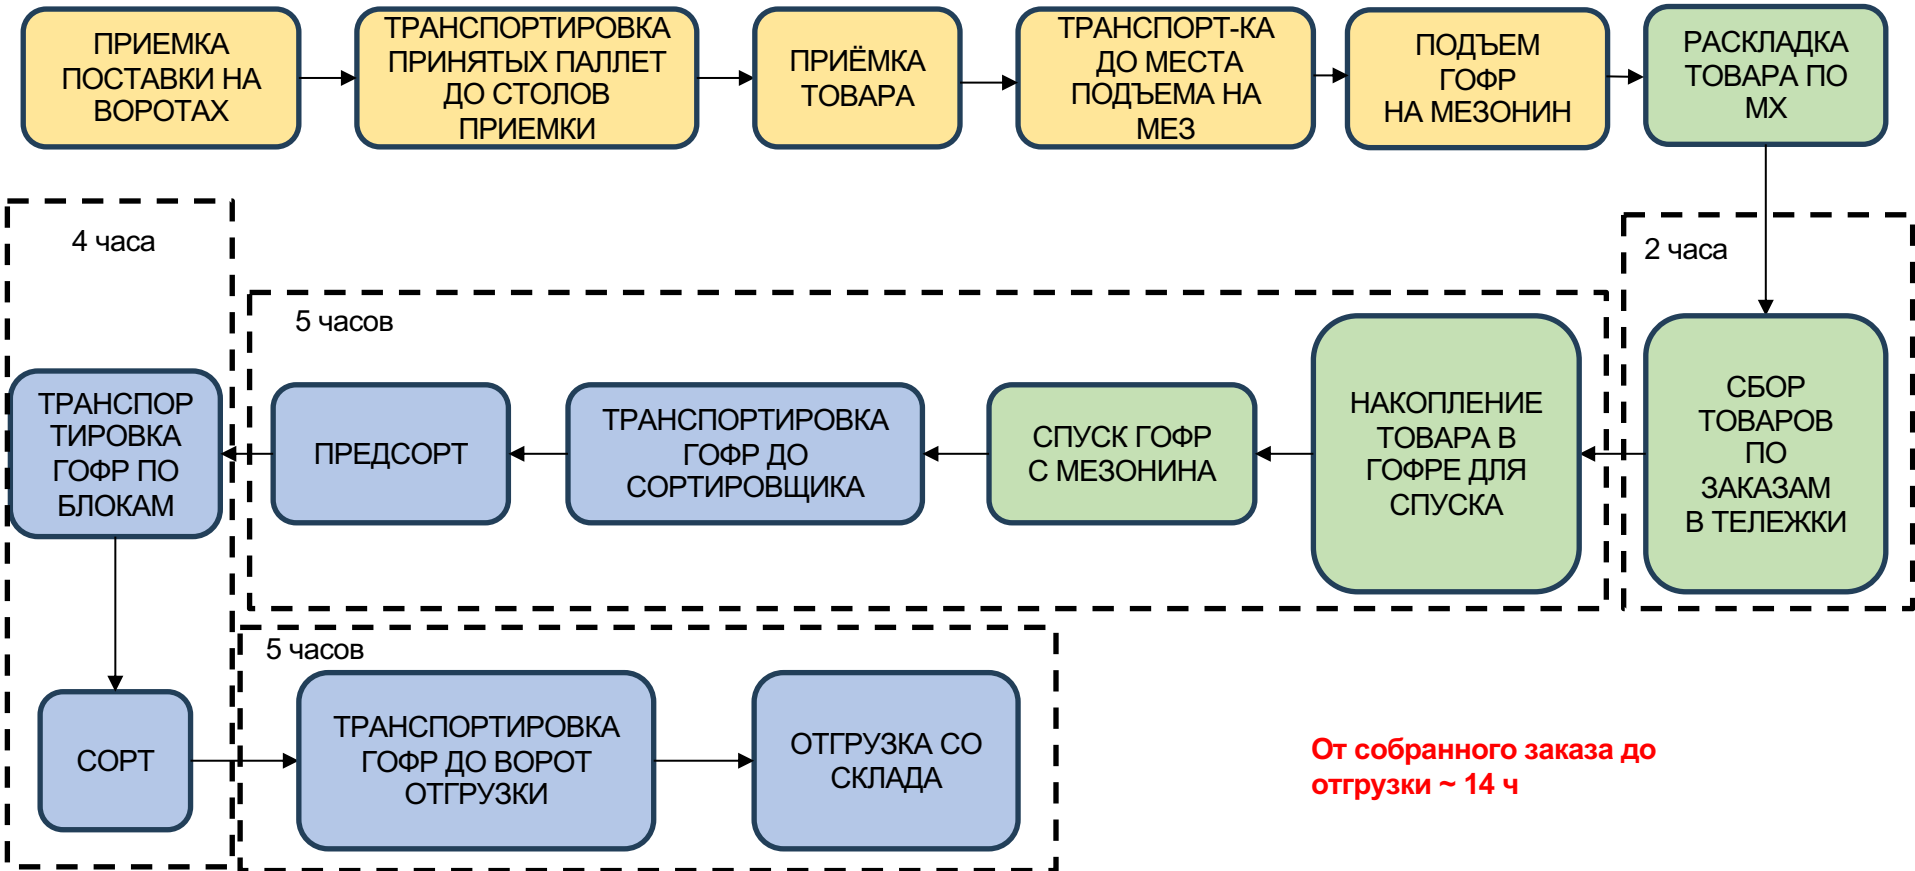 ПРИЕМКА
ПОСТАВКИ НА
ВОРОТАХ
ТРАНСПОРТИРОВКА
ПРИНЯТЫХ ПАЛЛЕТ
ДО СТОЛОВ
ПРИЕМКИ
ПРИЁМКА
ТОВАРА
ТРАНСПОРТ-КА
ДО МЕСТА
ПОДЪЕМА НА
МЕЗ
ПОДЪЕМ
ГОФР
НА МЕЗОНИН
РАСКЛАДКА
ТОВАРА ПО
МХ
2 часа
СБОР
ТОВАРОВ
ПО
ЗАКАЗАМ
В ТЕЛЕЖКИ
5 часов
НАКОПЛЕНИЕ
ТОВАРА В
ГОФРЕ ДЛЯ
СПУСКА
СПУСК ГОФР
С МЕЗОНИНА
ТРАНСПОРТИРОВКА
ГОФР ДО
СОРТИРОВЩИКА
ПРЕДСОРТ
4 часа
ТРАНСПОР
ТИРОВКА
ГОФР ПО
БЛОКАМ
СОРТ
5 часов
ТРАНСПОРТИРОВКА
ГОФР ДО ВОРОТ
ОТГРУЗКИ
ОТГРУЗКА СО
СКЛАДА
От собранного заказа до
отгрузки ~ 14 ч